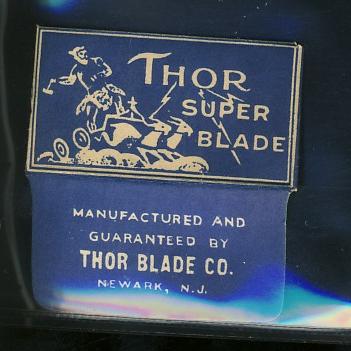 THOR
SUPER
BLADE
MANUFACTURED AND
GUARANTEED BY
THOR BLADE CO.
NEWARK, N.J.